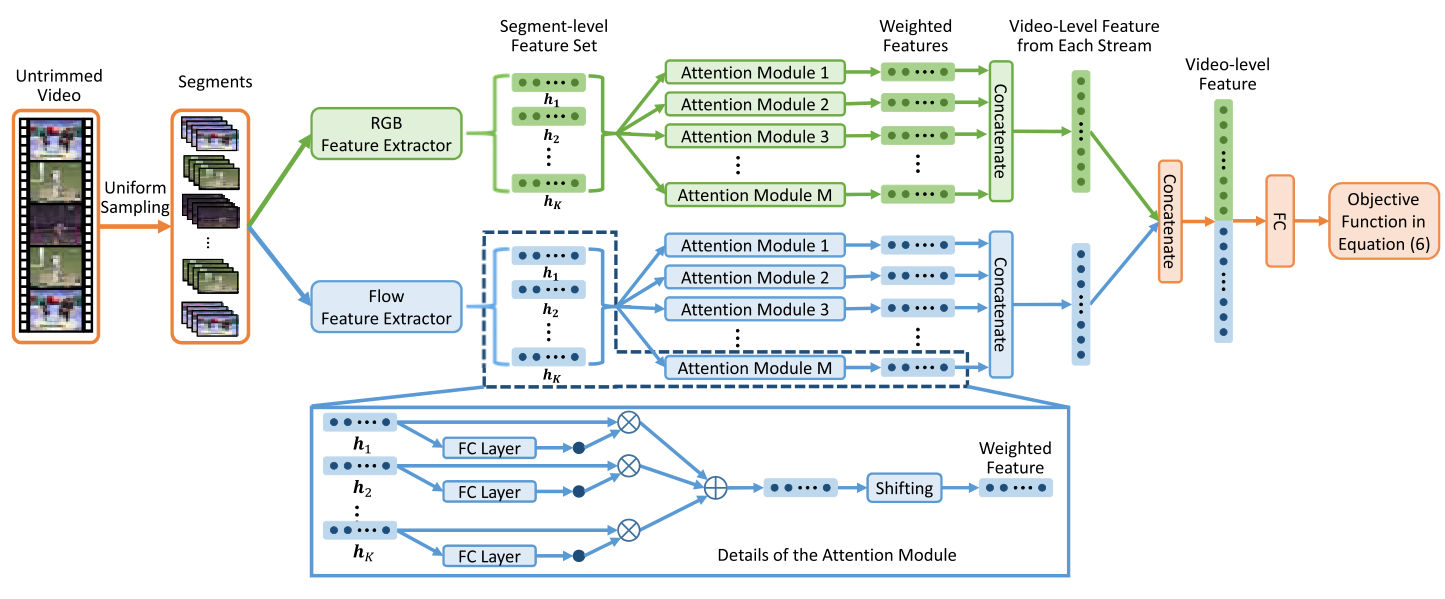 Untrimmed
Video
Uniform
Sampling
Segments
...
RGB
Feature Extractor
Flow
Feature Extractor
Segment-level
Feature Set
h1
h2
⋮
hK
Attention Module 1
Attention Module 2
Attention Module 3
⋮
Attention Module M
Weighted
Features
⋮
Concatenate
Video-Level Feature
from Each Stream
h1
h2
⋮
hK
Attention Module 1
Attention Module 2
Attention Module 3
⋮
Attention Module M
⋮
Concatenate
Concatenate
Video-level
Feature
FC
Objective
Function in
Equation (6)
h1
FC Layer
h2
FC Layer
⋮
hK
FC Layer
Shifting
Weighted
Feature
Details of the Attention Module